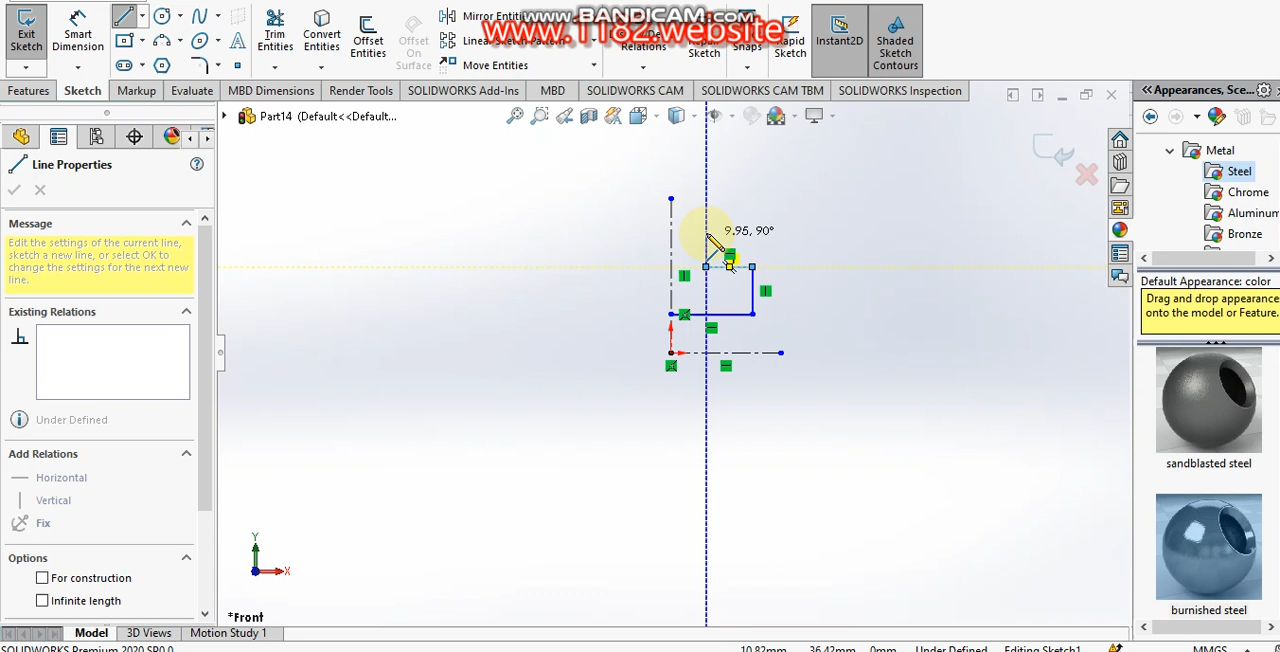 www.BANDICAM.com
www.1182.website
Exit Sketch
Smart Dimension
Trim Entities
Convert Entities
Offset Entities
Offset On Surface
Mirror Entities
Linear Sketch Pattern
Move Entities
Relations
Snaps
Rapid Sketch
Instant2D
Shaded Sketch Contours
Features
Sketch
Markup
Evaluate
MBD Dimensions
Render Tools
SOLIDWORKS Add-Ins
MBD
SOLIDWORKS CAM
SOLIDWORKS CAM TBM
SOLIDWORKS Inspection
Part14 (Default<<Default...
Line Properties
Message
Edit the settings of the current line,
sketch a new line, or select OK to
change the settings for the next new
line.
Existing Relations
Under Defined
Add Relations
Horizontal
Vertical
Fix
Options
For construction
Infinite length
9.95, 90°
Y
X
*Front
Appearances, Sce...
Metal
Steel
Chrome
Aluminum
Bronze
Default Appearance: color
Drag and drop appearance
onto the model or Feature.
sandblasted steel
burnished steel
Model
3D Views
Motion Study 1
SOLIDWORKS Premium 2020 SP0.0
10.82mm
36.42mm
0mm
Under Defined
Editing Sketch1
MMGS